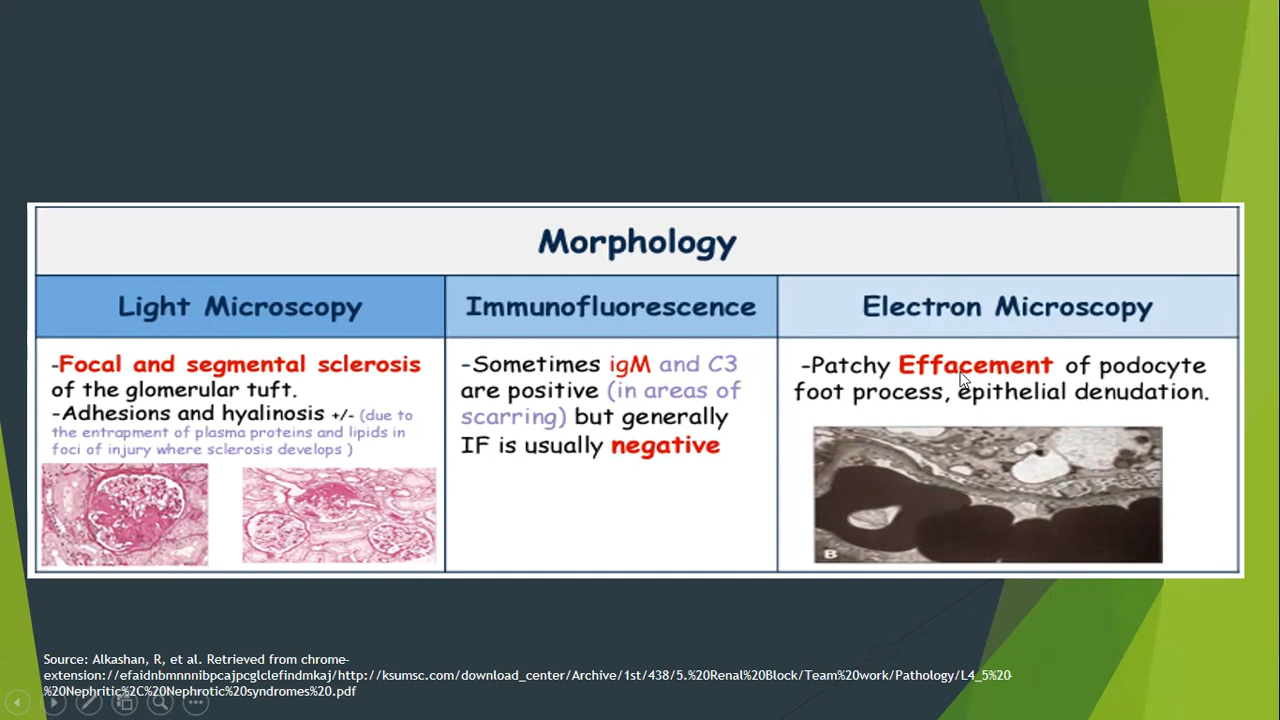 Morphology
Light Microscopy
Immunofluorescence
Electron Microscopy
-Focal and segmental sclerosis
of the glomerular tuft.
-Adhesions and hyalinosis +/- (due to
the entrapment of plasma proteins and lipids in
foci of injury where sclerosis develops )
-Sometimes igM and C3
are positive (in areas of
scarring) but generally
IF is usually negative
-Patchy Effacement of podocyte
foot process, epithelial denudation.
B
Source: Alkashan, R, et al. Retrieved from chrome-
extension://efaidnbmnnnibpcajpcglclefindmkaj/http://ksumsc.com/download_center/Archive/1st/438/5.%20Renal%20Block/Team%20work/Pathology/L4_5%20-
%20Nephritic%2C%20Nephrotic%20syndromes%20.pdf